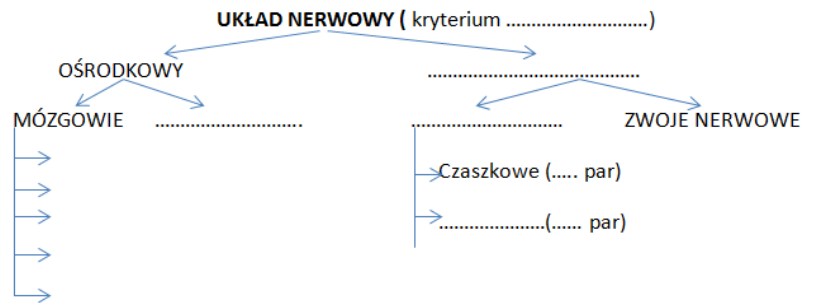 UKŁAD NERWOWY ( kryterium ............................)
OŚRODKOWY ..........................................
MÓZGOWIE ............................. .............................. ZWOJE NERWOWE
Czaszkowe (..... par)
.....................(...... par)